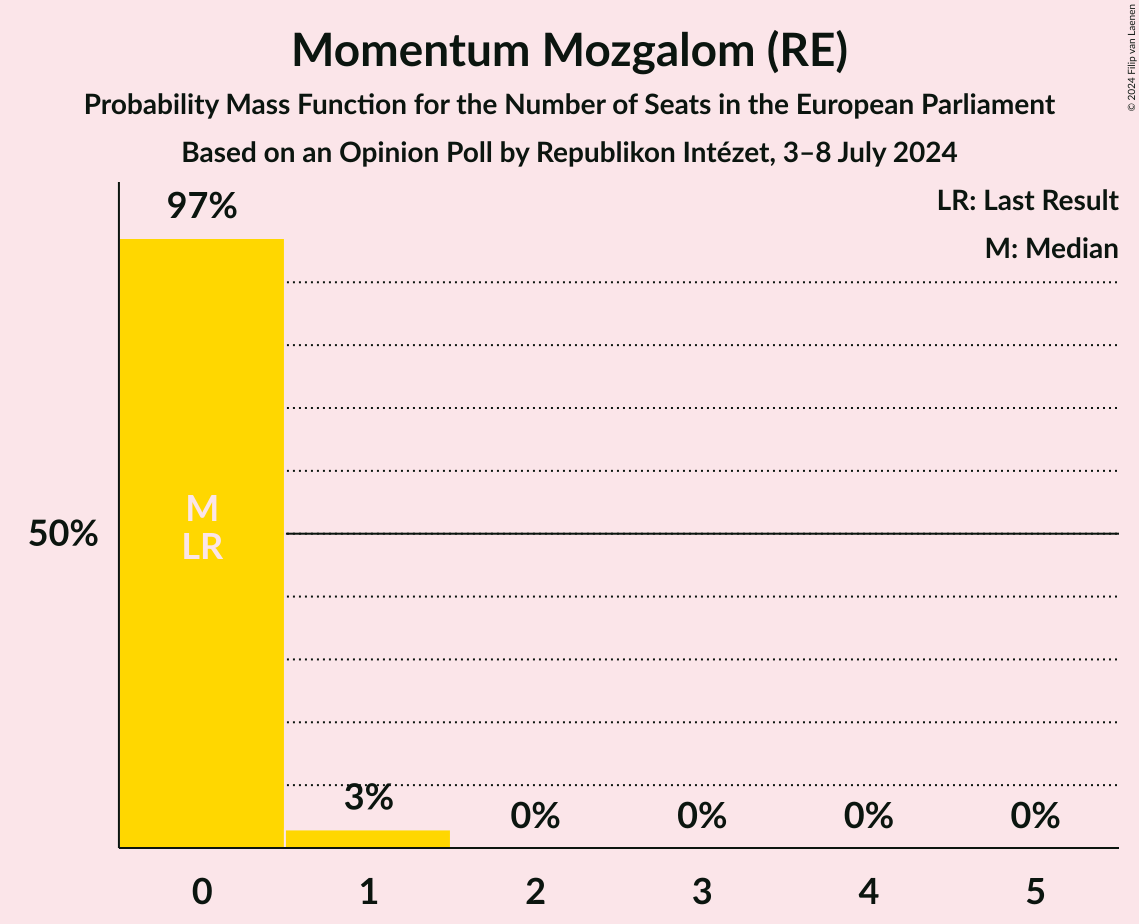 Momentum Mozgalom (RE)
Probability Mass Function for the Number of Seats in the European Parliament
Based on an Opinion Poll by Republikon Intézet, 3–8 July 2024
© 2024 Filip van Laenen
LR: Last Result
M: Median
97%
M
LR
50%
3%
0%
0%
0%
0%
0
1
2
3
4
5